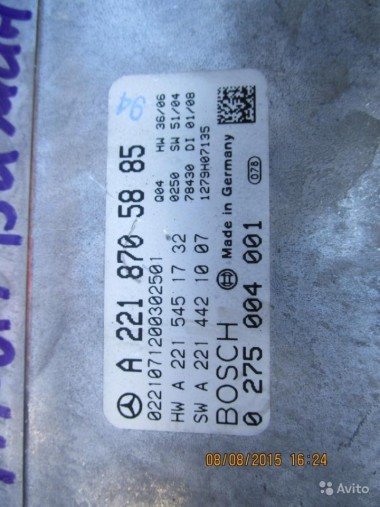 94
A 221 870 58 85
0221071200302501
Q04 HW 36/06
HW A 221 545 17 32
0250 SW 51/04
SW A 221 442 10 07
78430 DI 01/08
1279H07135
BOSCH Made in Germany
0 275 004 001
078
08/08/2015 16:24
Avito